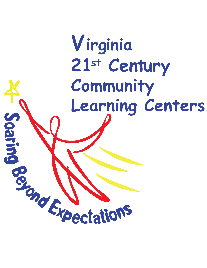 Virginia
21st Century
Community
Learning Centers
Soaring Beyond Expectations